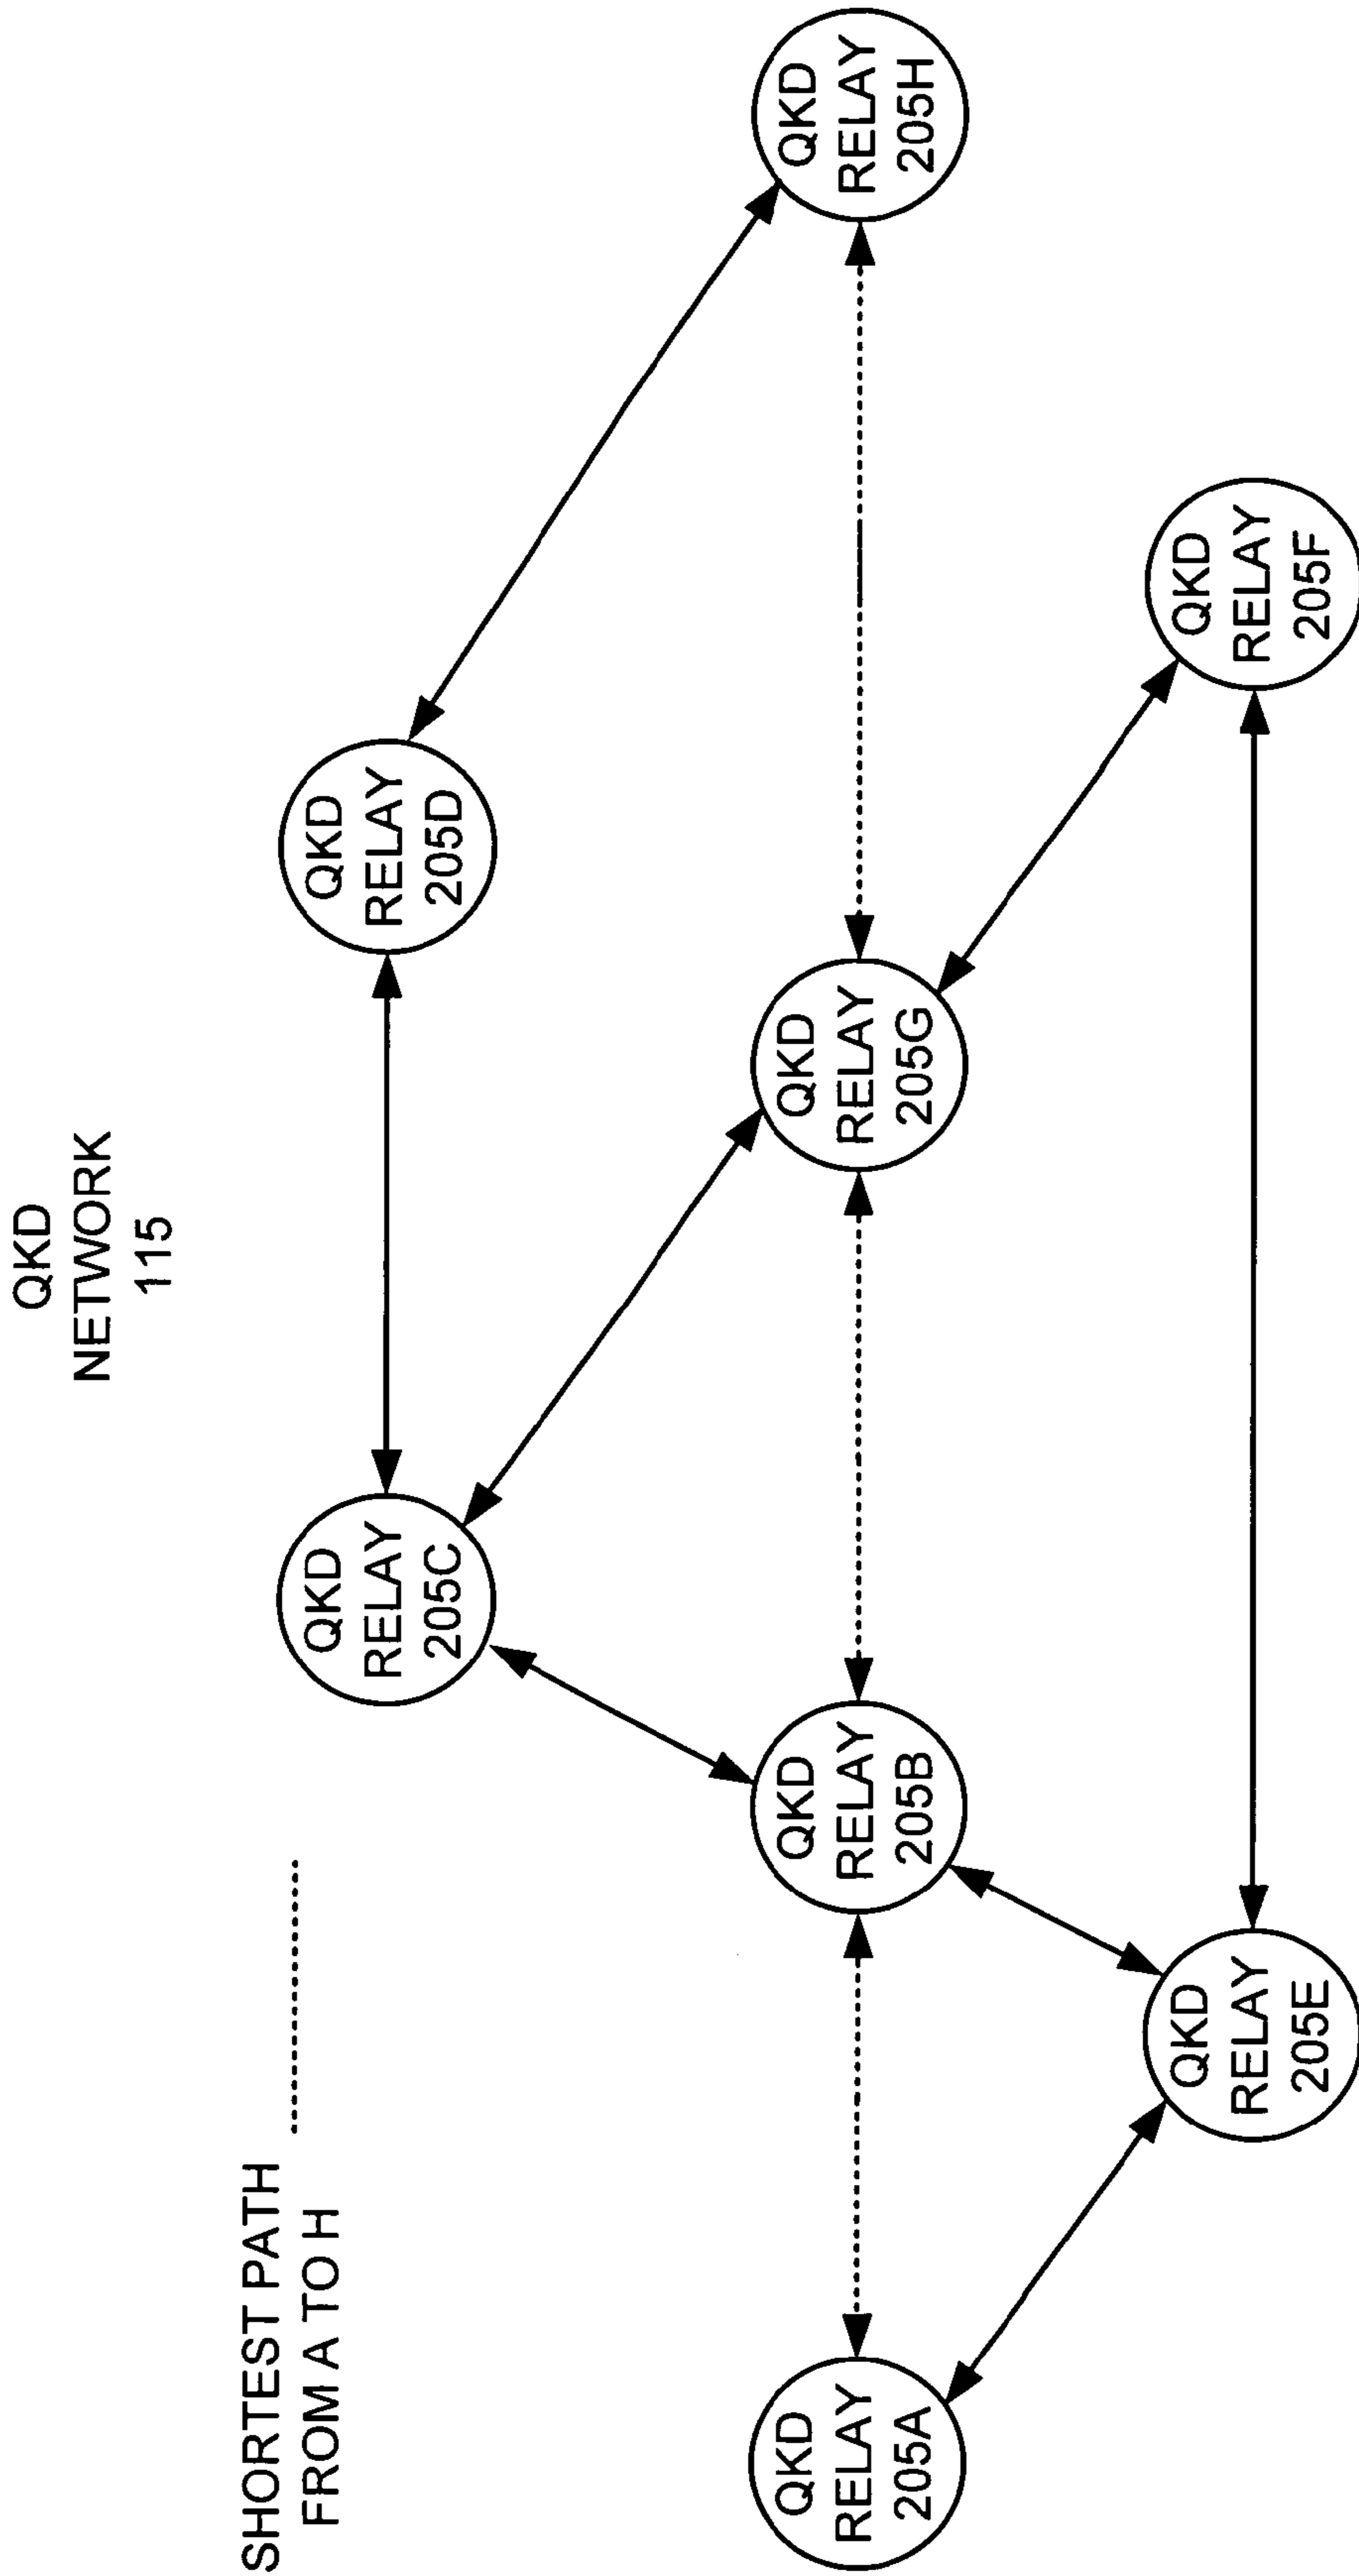 QKD
NETWORK
115
SHORTEST PATH
FROM A TO H
QKD
RELAY
205C
QKD
RELAY
205D
QKD
RELAY
205A
QKD
RELAY
205B
QKD
RELAY
205G
QKD
RELAY
205H
QKD
RELAY
205E
QKD
RELAY
205F